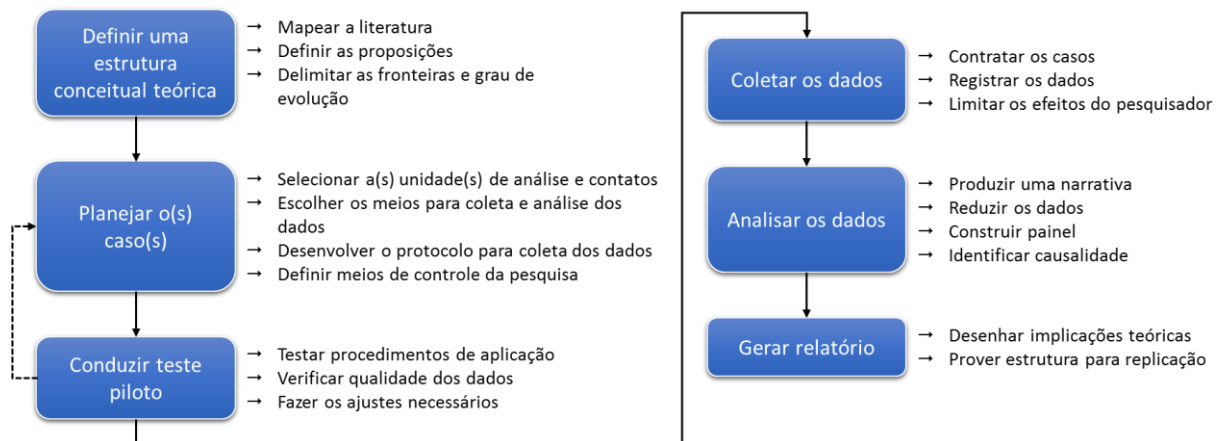 Definir uma
estrutura
conceitual teórica
→ Mapear a literatura
→ Definir as proposições
→ Delimitar as fronteiras e grau de
evolução
Planejar o(s)
caso(s)
→ Selecionar a(s) unidade(s) de análise e contatos
→ Escolher os meios para coleta e análise dos
dados
→ Desenvolver o protocolo para coleta dos dados
→ Definir meios de controle da pesquisa
Conduzir teste
piloto
→ Testar procedimentos de aplicação
→ Verificar qualidade dos dados
→ Fazer os ajustes necessários
Coletar os dados
→ Contratar os casos
→ Registrar os dados
→ Limitar os efeitos do pesquisador
Analisar os dados
→ Produzir uma narrativa
→ Reduzir os dados
→ Construir painel
→ Identificar causalidade
Gerar relatório
→ Desenhar implicações teóricas
→ Prover estrutura para replicação